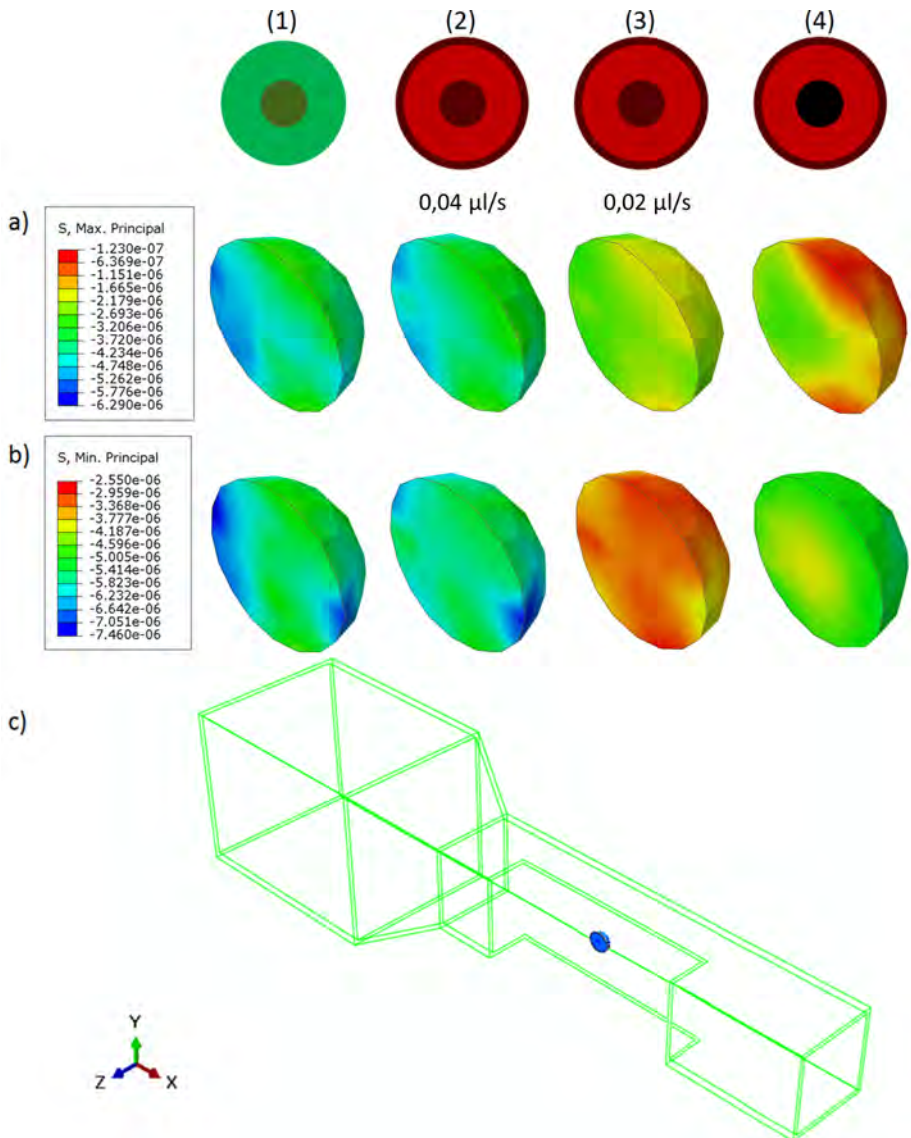 (1) (2) (3) (4)
0,04 µl/s 0,02 µl/s
a)
S, Max. Principal
-1.230e-07
-6.369e-07
-1.151e-06
-1.665e-06
-2.179e-06
-2.693e-06
-3.206e-06
-3.720e-06
-4.234e-06
-4.748e-06
-5.262e-06
-5.776e-06
-6.290e-06
b)
S, Min. Principal
-2.550e-06
-2.959e-06
-3.368e-06
-3.777e-06
-4.187e-06
-4.596e-06
-5.005e-06
-5.414e-06
-5.823e-06
-6.232e-06
-6.642e-06
-7.051e-06
-7.460e-06
c)
Y
Z X